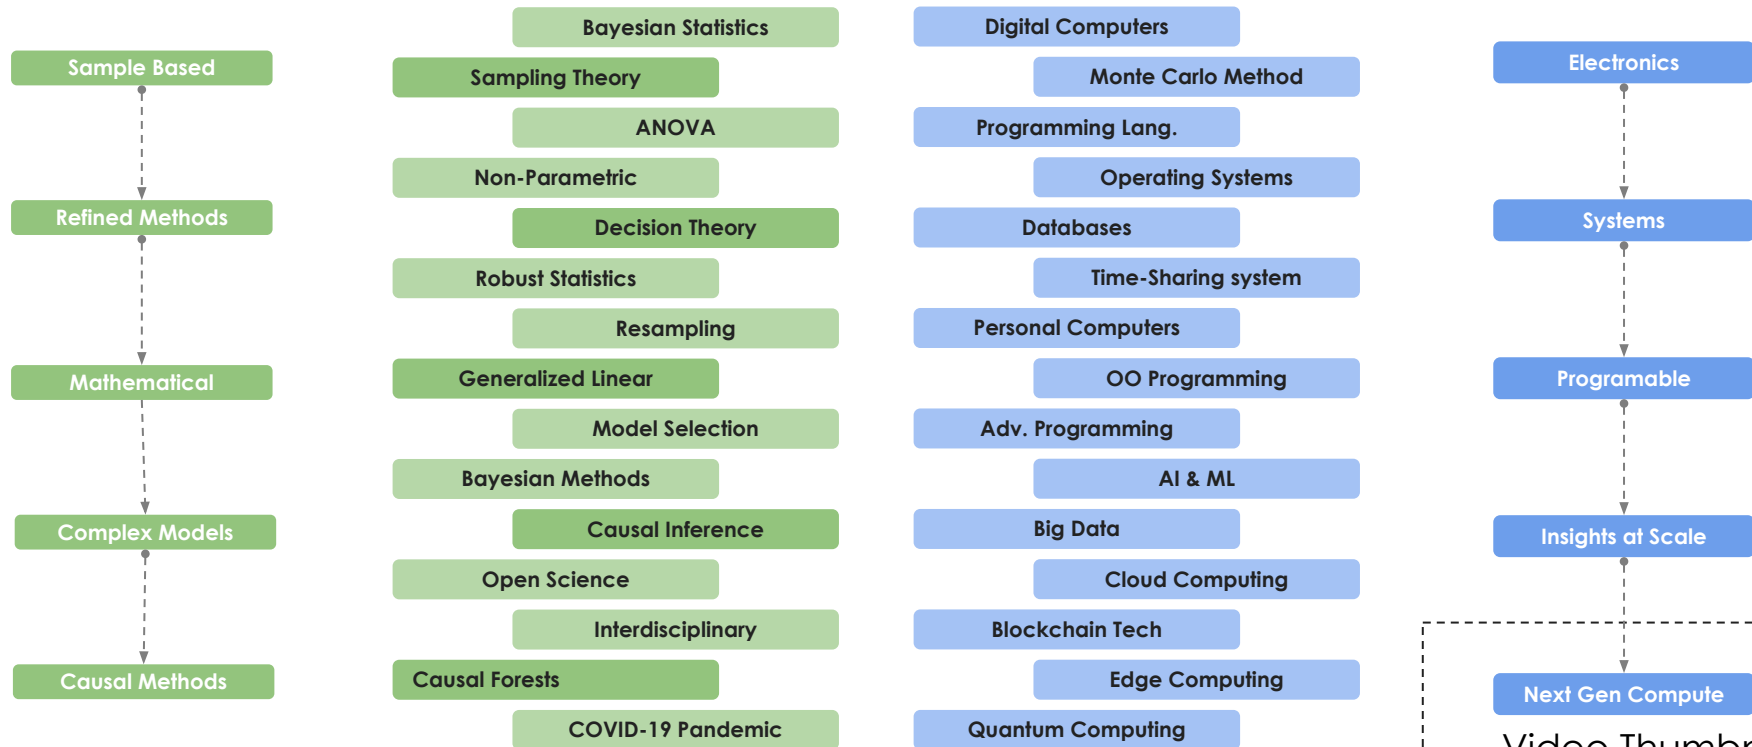 Sample Based
Refined Methods
Mathematical
Complex Models
Causal Methods
Bayesian Statistics
Sampling Theory
ANOVA
Non-Parametric
Decision Theory
Robust Statistics
Resampling
Generalized Linear
Model Selection
Bayesian Methods
Causal Inference
Open Science
Interdisciplinary
Causal Forests
COVID-19 Pandemic
Digital Computers
Monte Carlo Method
Programming Lang.
Operating Systems
Databases
Time-Sharing system
Personal Computers
OO Programming
Adv. Programming
AI & ML
Big Data
Cloud Computing
Blockchain Tech
Edge Computing
Quantum Computing
Electronics
Systems
Programable
Insights at Scale
Next Gen Compute
Video